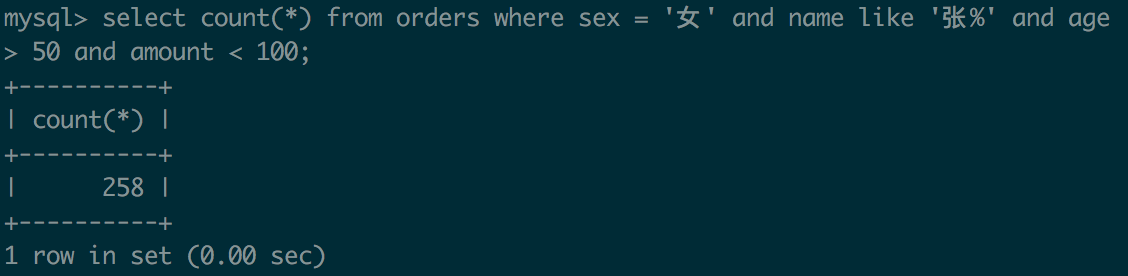 mysql> select count(*) from orders where sex = '女' and name like '张%' and age
> 50 and amount < 100;
+----------+
| count(*) |
+----------+
|      258 |
+----------+
1 row in set (0.00 sec)